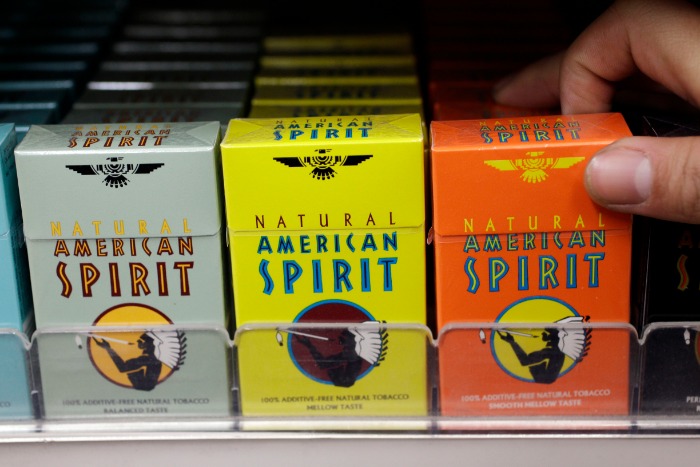 AMERICAN
SPIRIT
NATURAL
AMERICAN
SPIRIT
100% ADDITIVE-FREE NATURAL TOBACCO
BALANCED TASTE
NATURAL
AMERICAN
SPIRIT
NATURAL
AMERICAN
SPIRIT
100% ADDITIVE-FREE NATURAL TOBACCO
MELLOW TASTE
AMERICAN
SPIRIT
NATURAL
AMERICAN
SPIRIT
100% ADDITIVE-FREE NATURAL TOBACCO
SMOOTH MELLOW TASTE